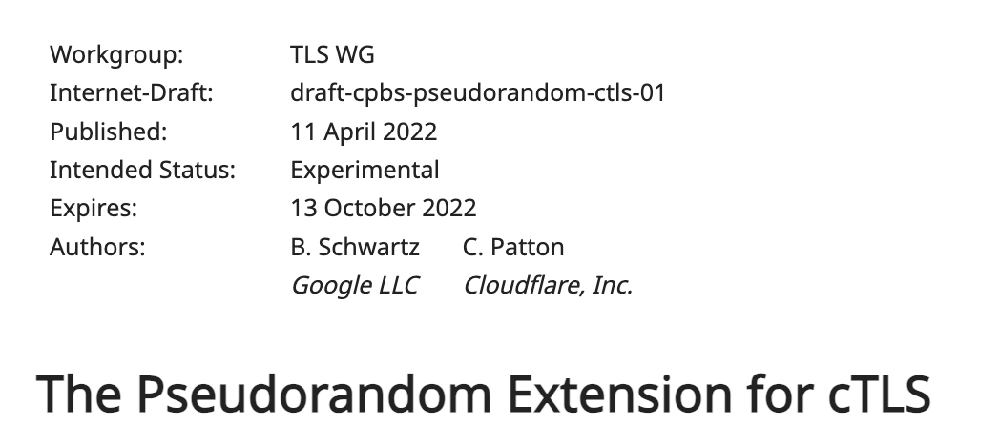 Workgroup: TLS WG
Internet-Draft: draft-cpbs-pseudorandom-ctls-01
Published: 11 April 2022
Intended Status: Experimental
Expires: 13 October 2022
Authors: B. Schwartz C. Patton
Google LLC Cloudflare, Inc.
The Pseudorandom Extension for cTLS